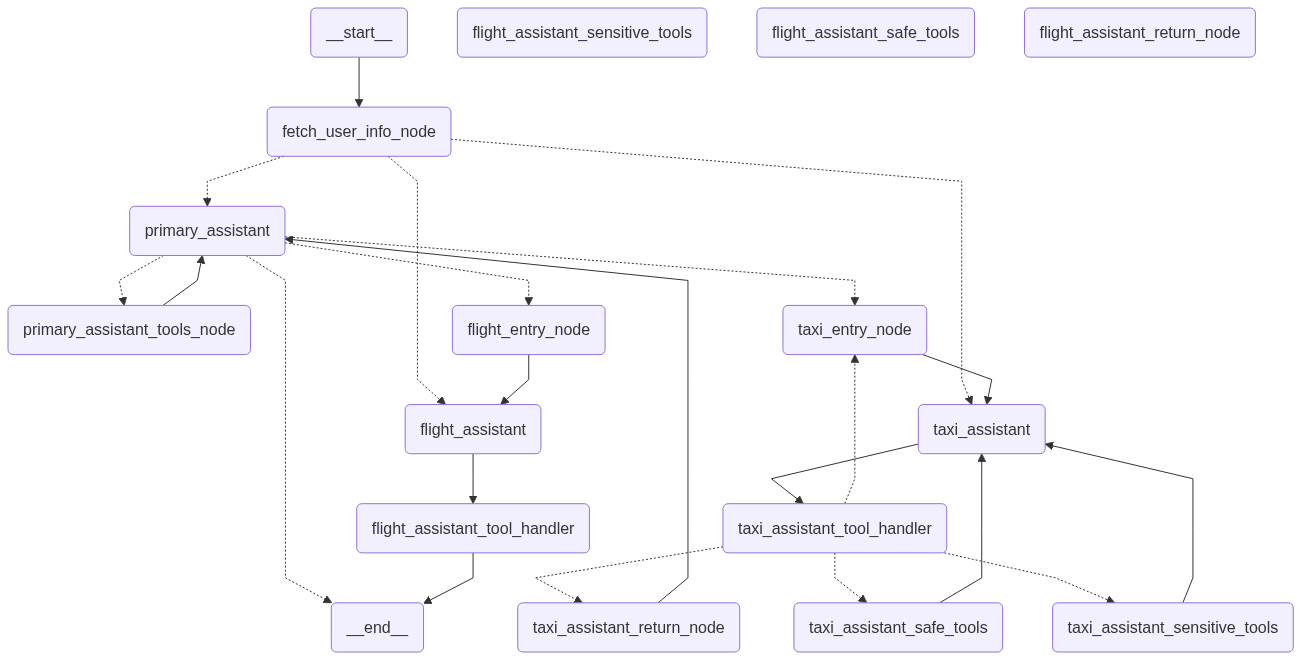 __start__
flight_assistant_sensitive_tools
flight_assistant_safe_tools
flight_assistant_return_node
fetch_user_info_node
primary_assistant
primary_assistant_tools_node
flight_entry_node
taxi_entry_node
flight_assistant
taxi_assistant
flight_assistant_tool_handler
taxi_assistant_tool_handler
__end__
taxi_assistant_return_node
taxi_assistant_safe_tools
taxi_assistant_sensitive_tools